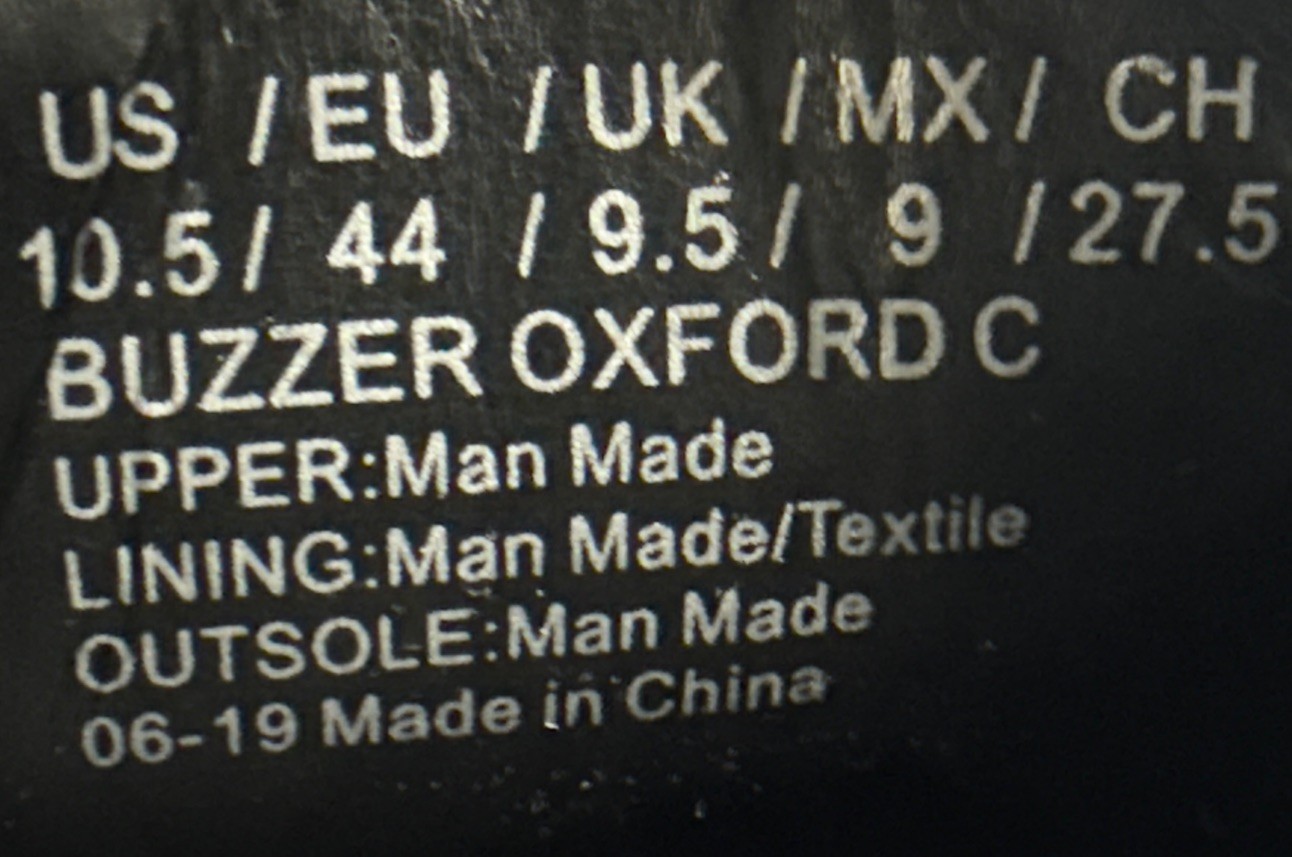 US / EU / UK / MX / CH
10.5 / 44 / 9.5 / 9 / 27.5
BUZZER OXFORD C
UPPER:Man Made
LINING:Man Made/Textile
OUTSOLE:Man Made
06-19 Made in China